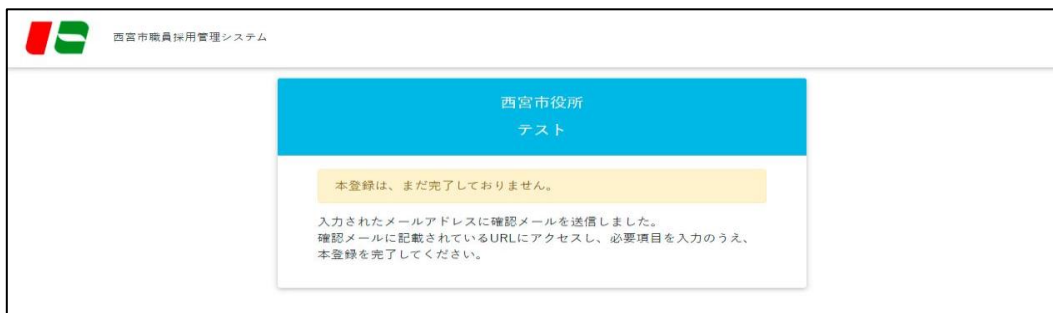 西宮市職員採用管理システム
西宮市役所
テスト
本登録は、まだ完了しておりません。
入力されたメールアドレスに確認メールを送信しました。
確認メールに記載されているURLにアクセスし、必要項目を入力のうえ、
本登録を完了してください。